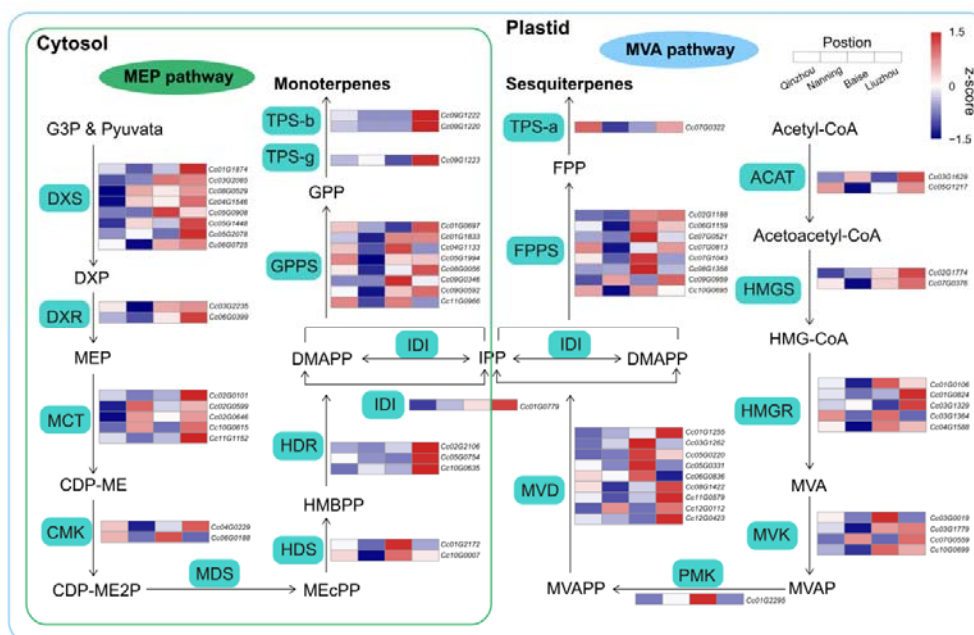 Cytosol
MEP pathway
Plastid
MVA pathway
Postion
Qinzhou
Nanning
Baise
Liuzhou
1.5
0
-1.5
z-score
G3P & Pyuvata
DXS
Cc01G1874
Cc03G2085
Cc08G0529
Cc04G1546
Cc05G0908
Cc05G1448
Cc05G2078
Cc06G0725
DXP
DXR
Cc03G2235
Cc06G0399
MEP
MCT
Cc02G0101
Cc02G0599
Cc02G0646
Cc10G0615
Cc11G1152
CDP-ME
CMK
Cc04G0229
Cc06G0188
CDP-ME2P
MDS
MEcPP
HDS
Cc01G2172
Cc10G0007
HMBPP
HDR
Cc02G2106
Cc05G0754
Cc10G0635
IDI
Cc01G0779
DMAPP
IDI
IPP
IDI
DMAPP
Monoterpenes
TPS-b
Cc09G1222
Cc09G1220
TPS-g
Cc09G1223
GPP
GPPS
Cc01G0697
Cc01G1833
Cc04G1133
Cc05G1994
Cc08G0056
Cc09G0346
Cc09G0592
Cc11G0966
Sesquiterpenes
TPS-a
Cc07G0322
FPP
FPPS
Cc02G1198
Cc06G1159
Cc07G0521
Cc07G0613
Cc07G1043
Cc08G1358
Cc09G0959
Cc10G0695
Acetyl-CoA
ACAT
Cc03G1629
Cc05G1217
Acetoacetyl-CoA
HMGS
Cc02G1774
Cc07G0376
HMG-CoA
HMGR
Cc01G0106
Cc01G0824
Cc03G1329
Cc03G1364
Cc04G1588
MVA
MVK
Cc03G0019
Cc03G1779
Cc07G0559
Cc10G0699
MVAP
PMK
Cc01G2295
MVAPP
MVD
Cc01G1255
Cc03G1262
Cc05G0220
Cc05G0331
Cc06G0836
Cc08G1422
Cc11G0579
Cc12G0112
Cc12G0423